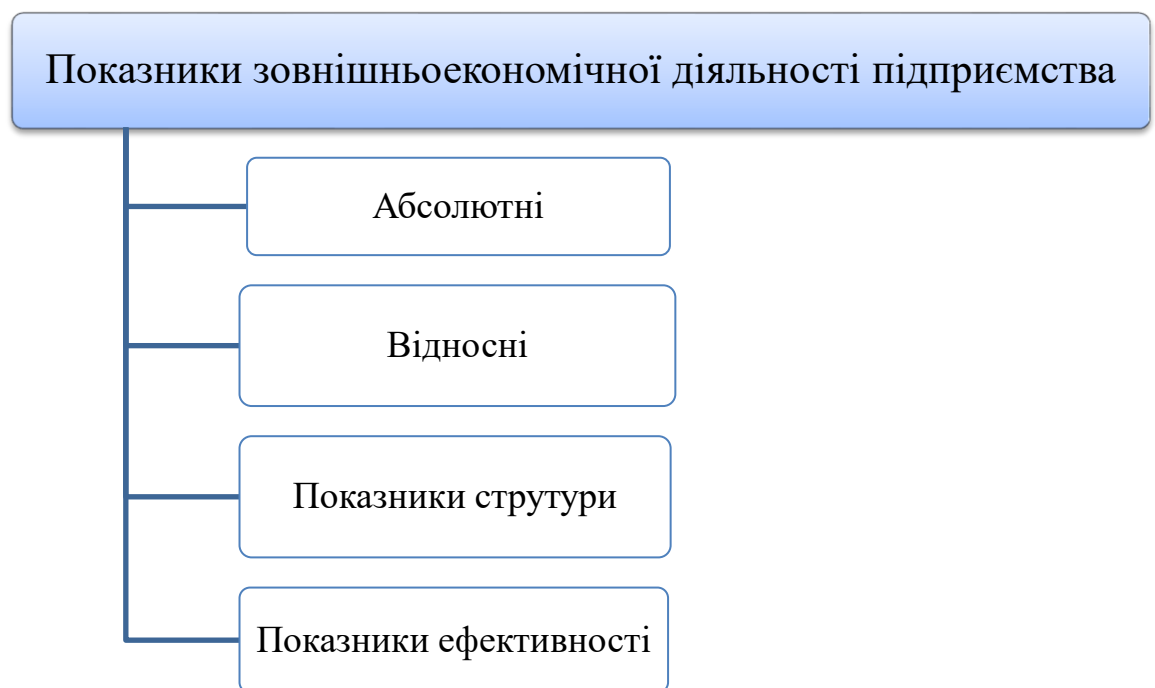 Показники зовнішньоекономічної діяльності підприємства
Абсолютні
Відносні
Показники струтури
Показники ефективності